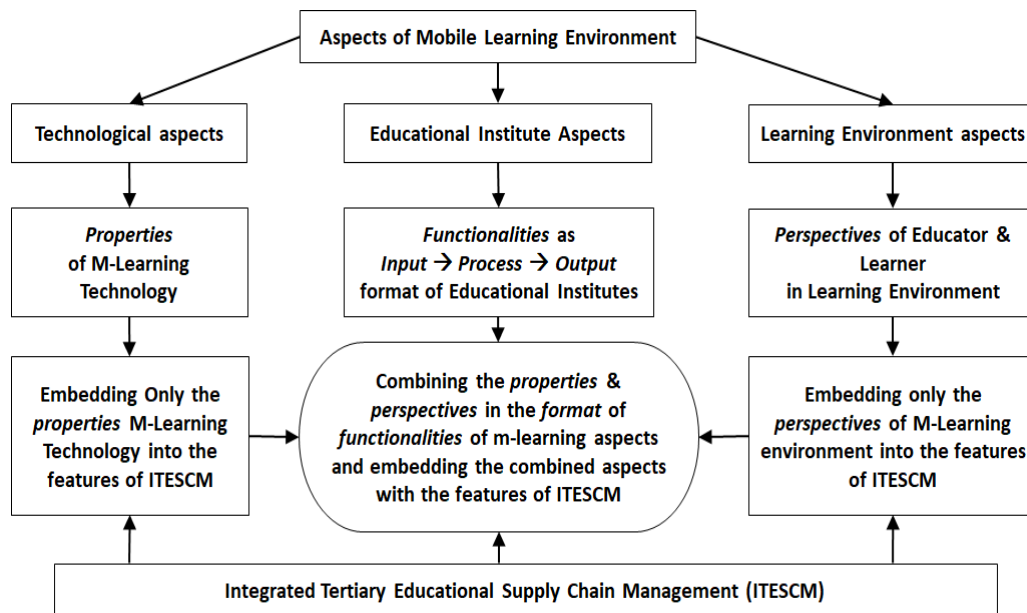 Aspects of Mobile Learning Environment
Technological aspects
Educational Institute Aspects
Learning Environment aspects
Properties
of M-Learning
Technology
Functionalities as
Input → Process → Output
format of Educational Institutes
Perspectives of Educator &
Learner
in Learning Environment
Embedding Only the
properties M-Learning
Technology into the
features of ITESCM
Combining the properties &
perspectives in the format of
functionalities of m-learning aspects
and embedding the combined aspects
with the features of ITESCM
Embedding only the
perspectives of M-Learning
environment into the features
of ITESCM
Integrated Tertiary Educational Supply Chain Management (ITESCM)